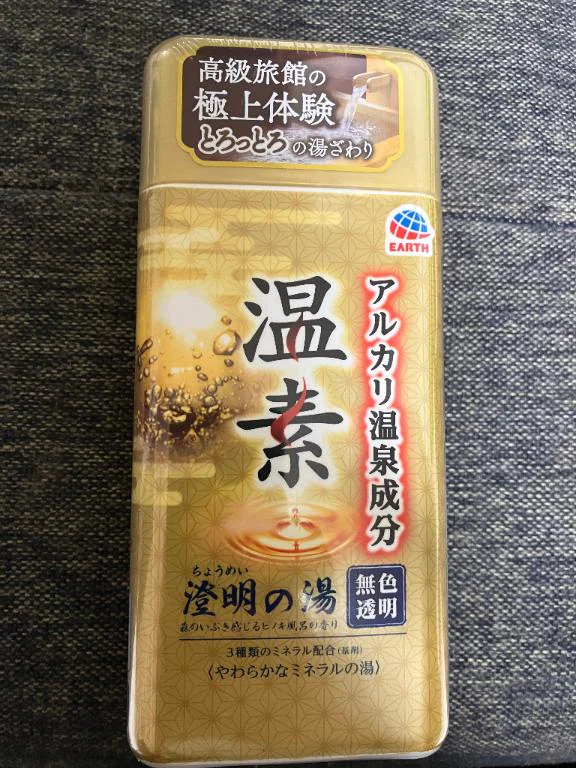 高級旅館の
極上体験
とろっとろの湯ざわり
EARTH
アルカリ温泉成分
温素
ちょうめい
澄明の湯
無色
透明
森のいぶき感じるヒノキ風呂の香り
3種類のミネラル配合(基剤)
〈やわらかなミネラルの湯〉